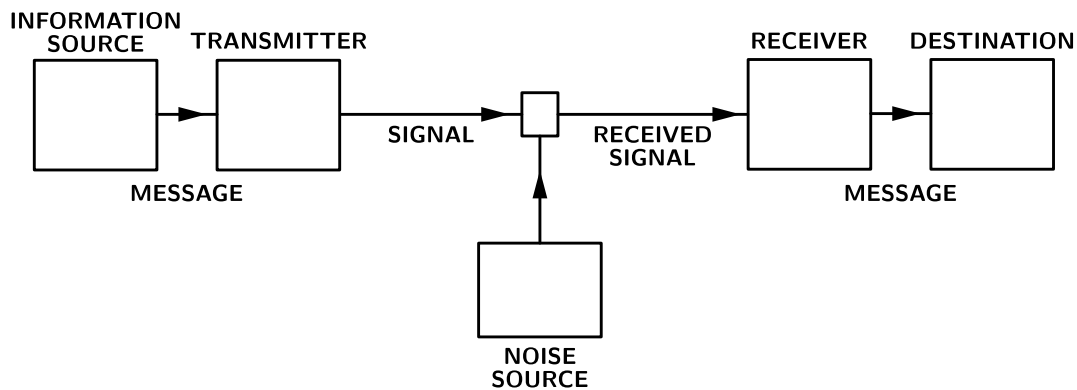 INFORMATION
SOURCE
TRANSMITTER
RECEIVER
DESTINATION
SIGNAL
RECEIVED
SIGNAL
MESSAGE
MESSAGE
NOISE
SOURCE